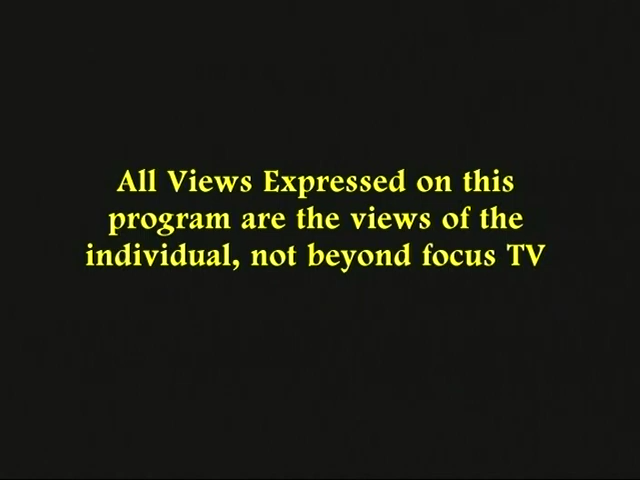 All Views Expressed on this
program are the views of the
individual, not beyond focus TV